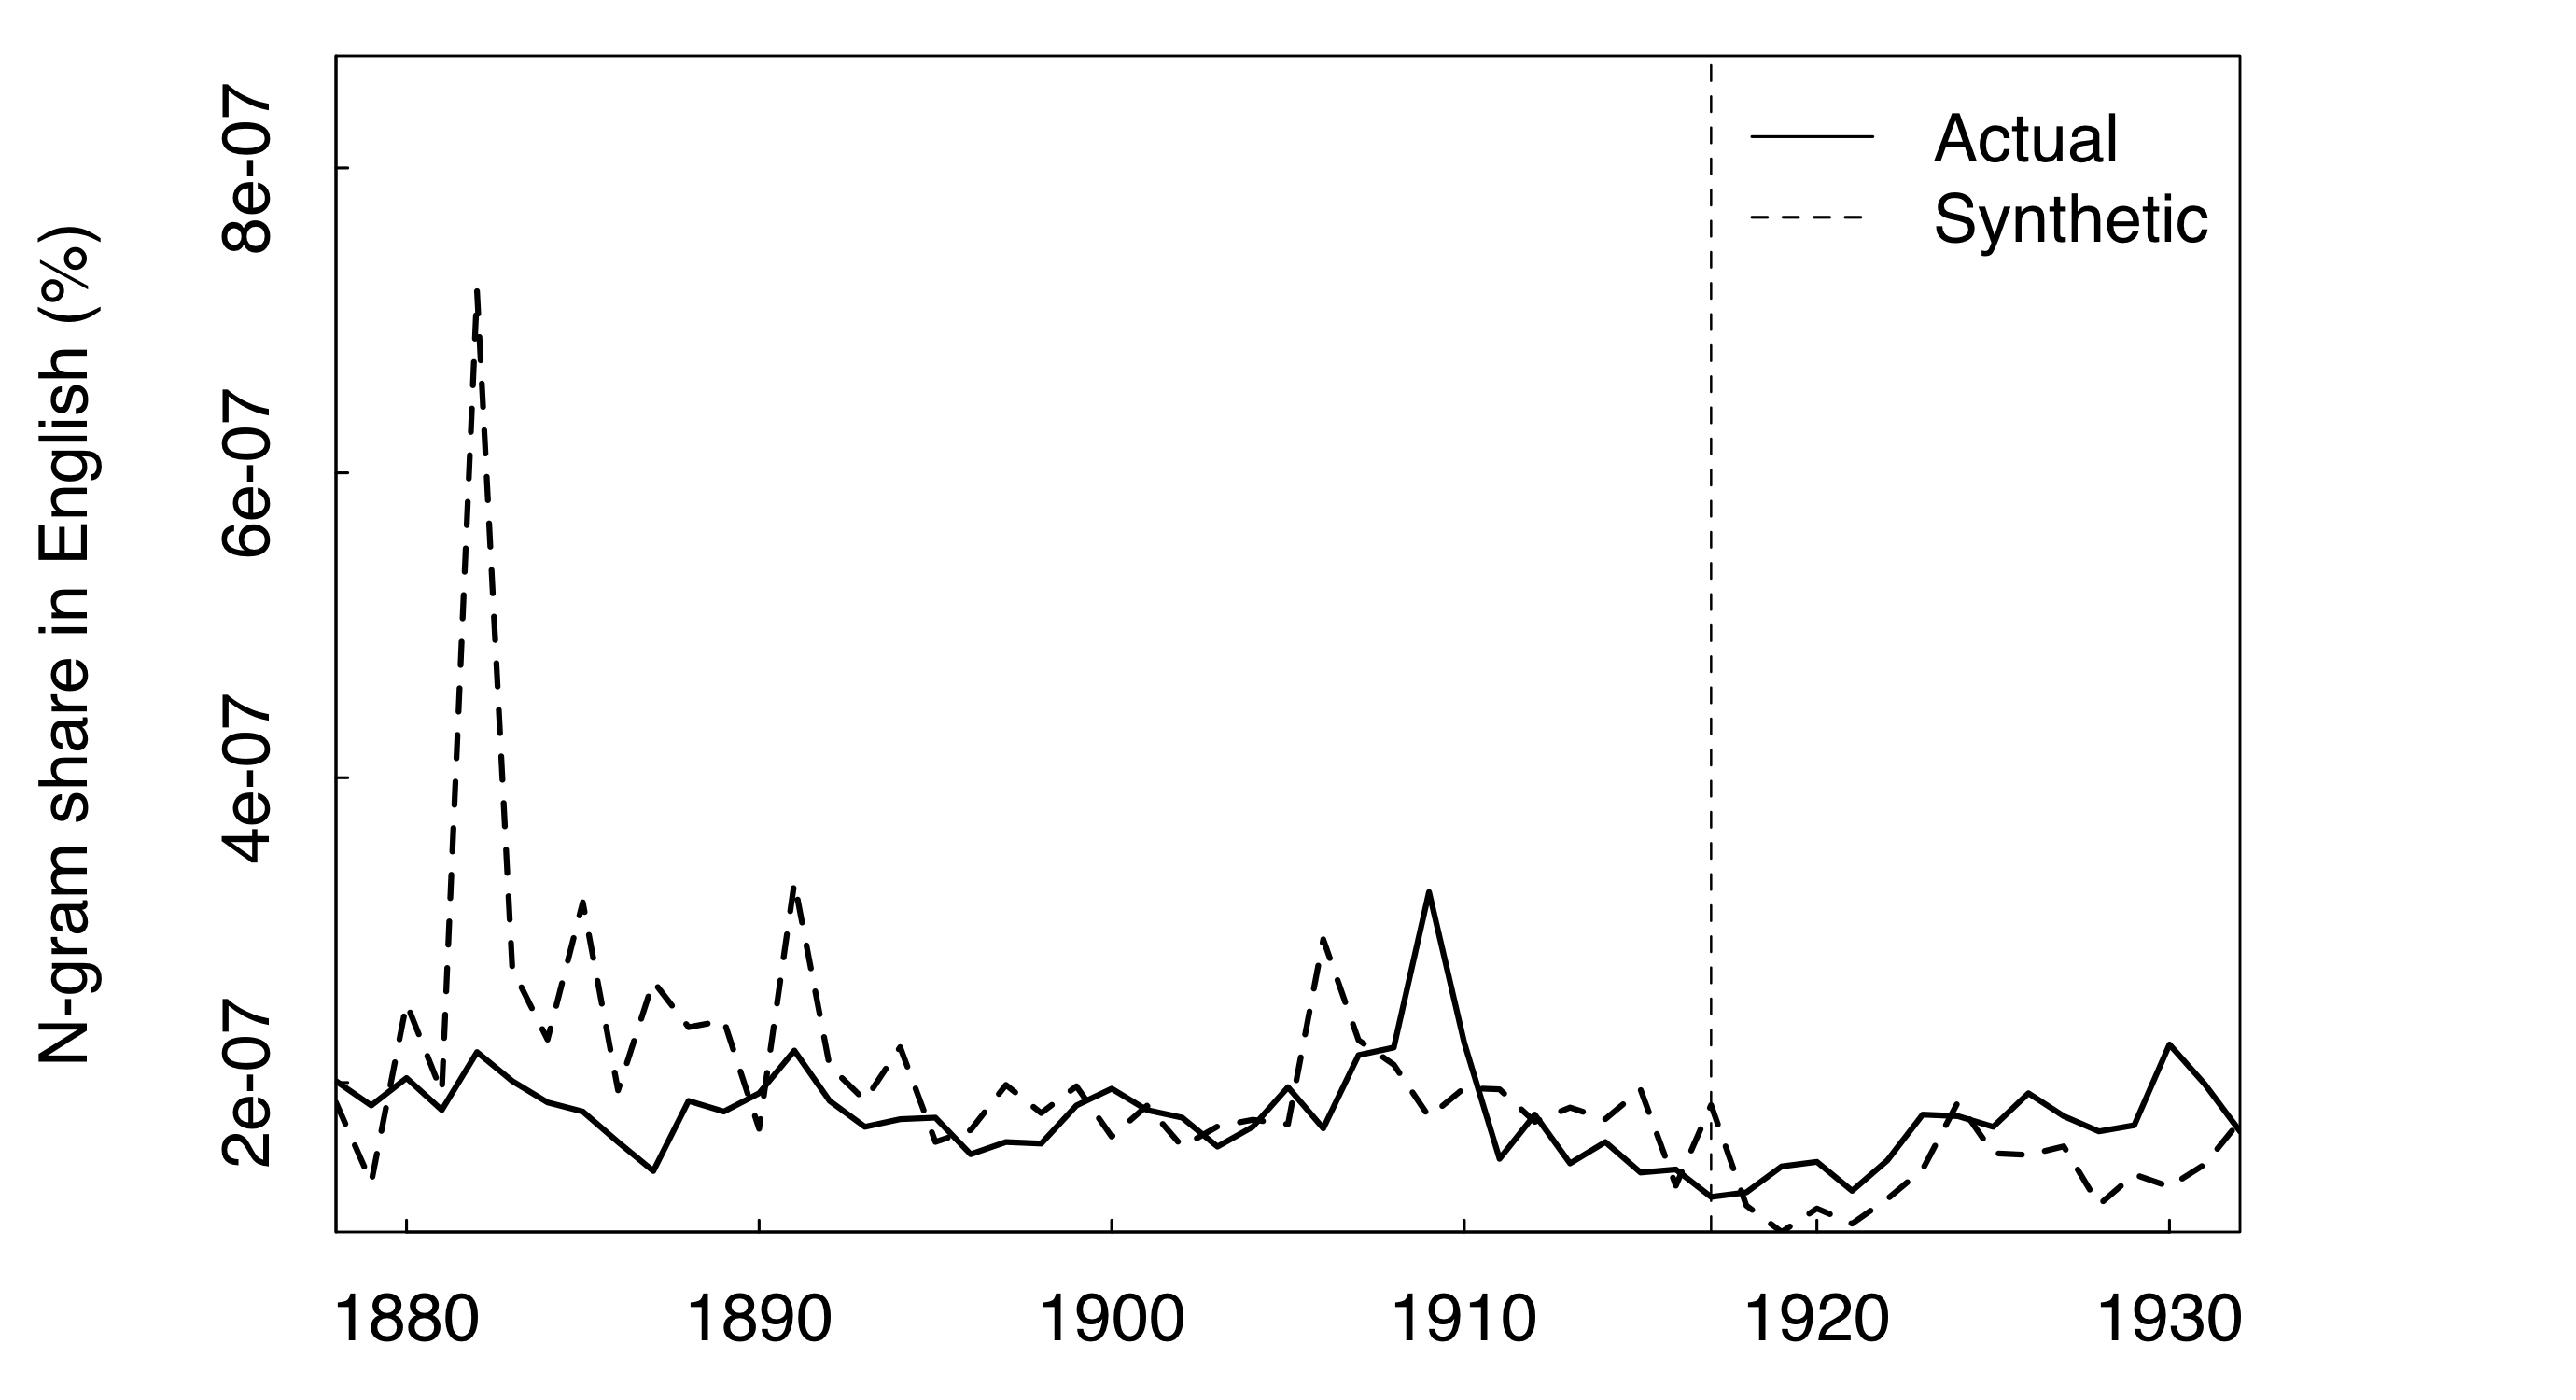 N-gram share in English (%)
8e-07
6e-07
4e-07
2e-07
Actual
Synthetic
1880 1890 1900 1910 1920 1930